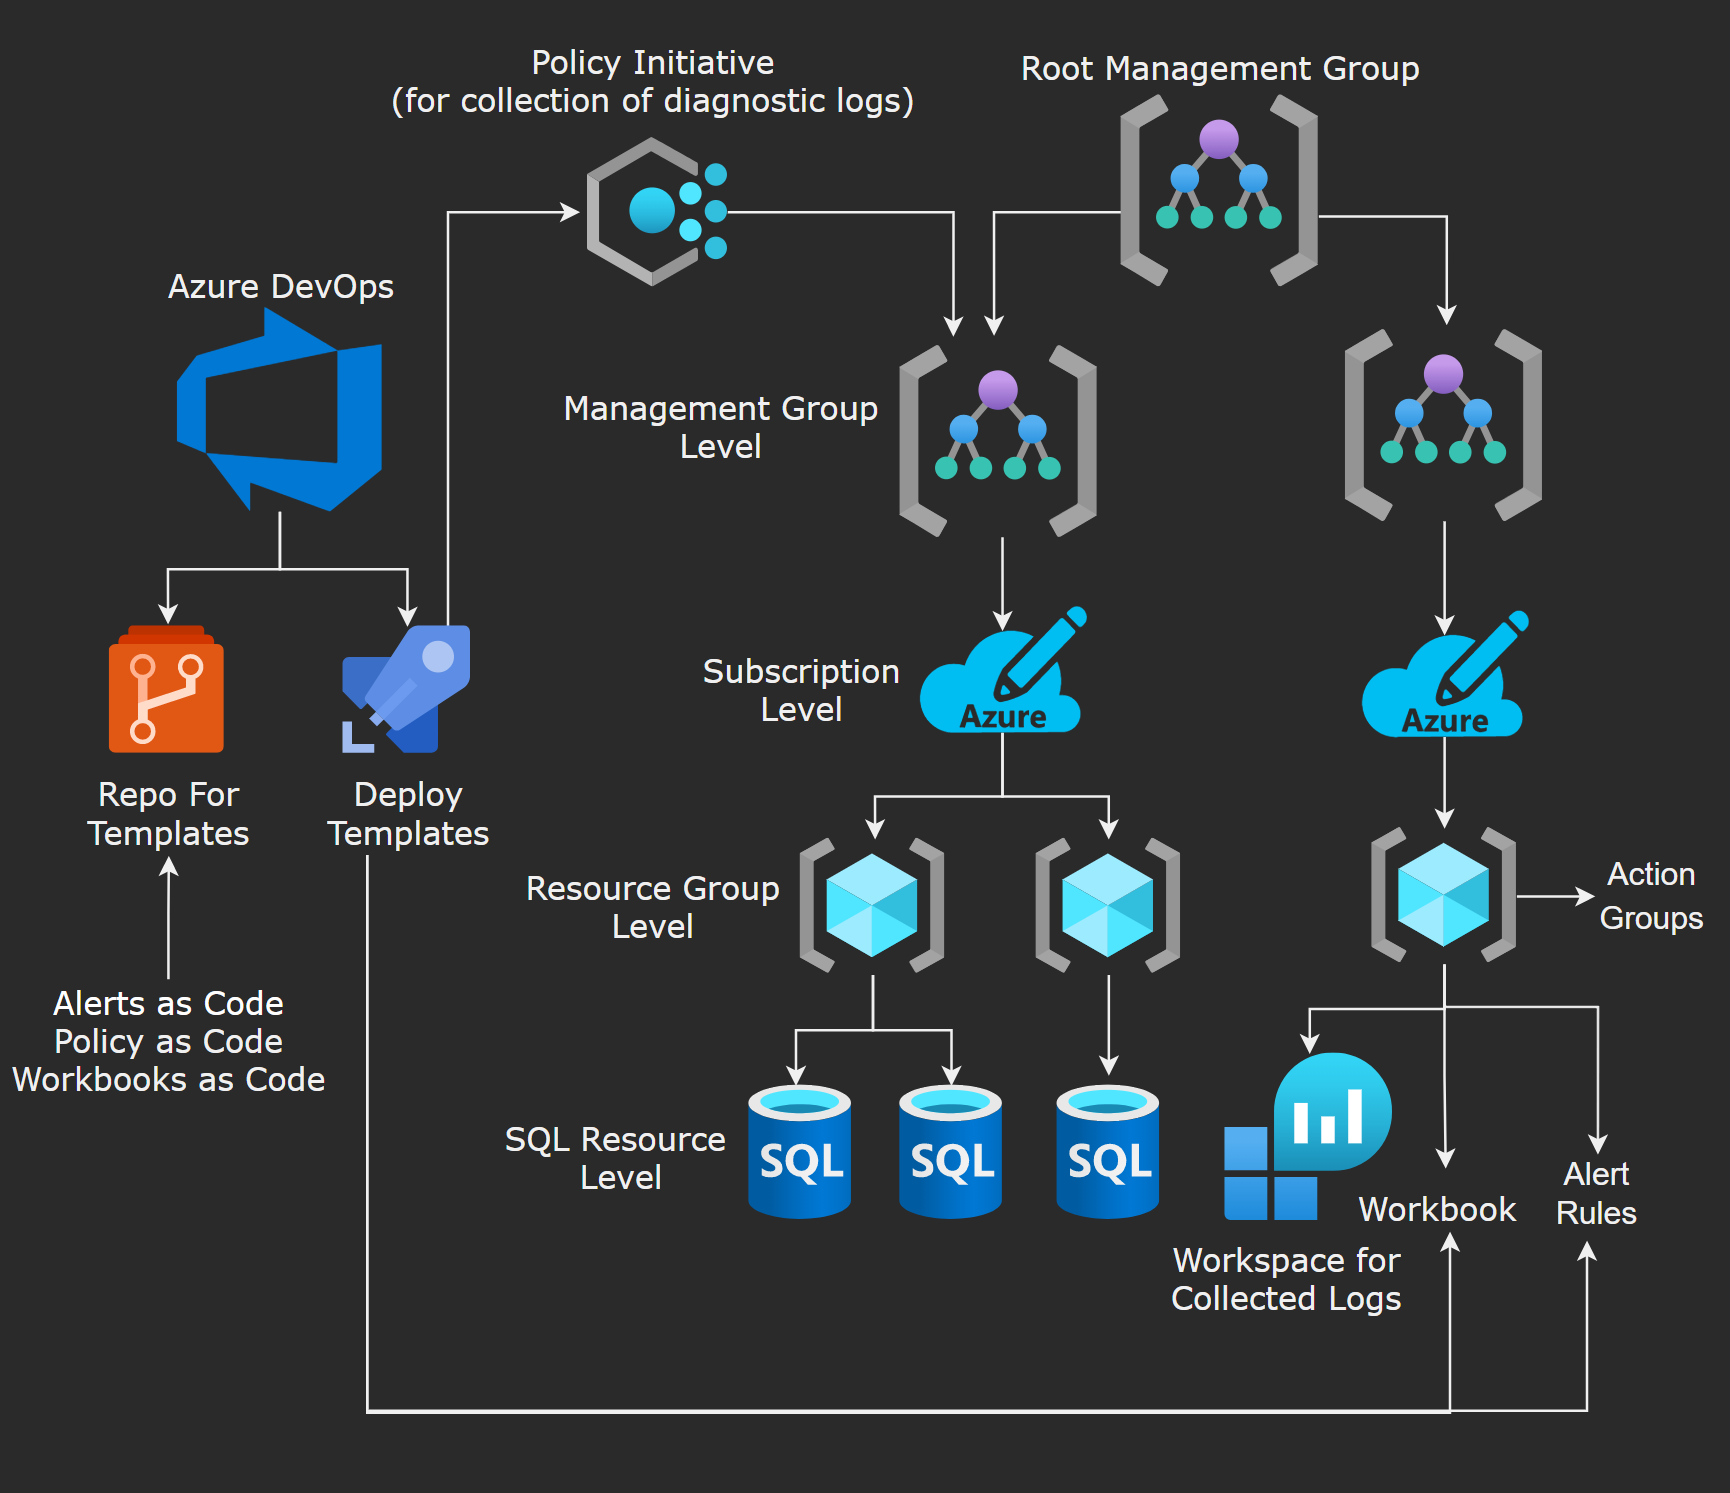 Policy Initiative
(for collection of diagnostic logs)
Root Management Group
Azure DevOps
Management Group
Level
Subscription
Level
Azure
Azure
Repo For
Templates
Deploy
Templates
Resource Group
Level
Action
Groups
Alerts as Code
Policy as Code
Workbooks as Code
SQL Resource
Level
SQL
SQL
SQL
Workbook
Alert
Rules
Workspace for
Collected Logs